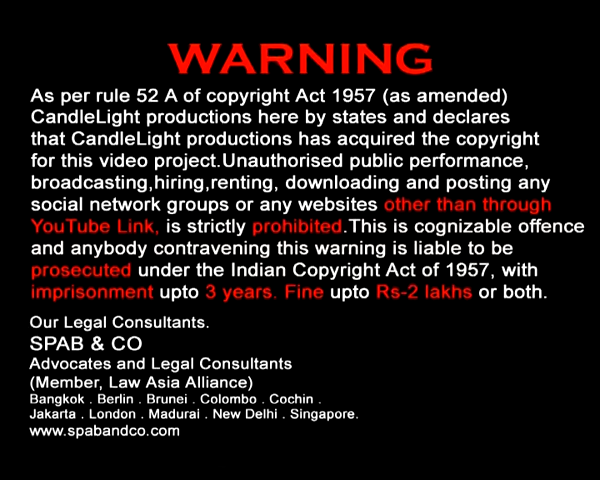 WARNING
As per rule 52 A of copyright Act 1957 (as amended)
CandleLight productions here by states and declares
that CandleLight productions has acquired the copyright
for this video project.Unauthorised public performance,
broadcasting,hiring,renting, downloading and posting any
social network groups or any websites other than through
YouTube Link, is strictly prohibited.This is cognizable offence
and anybody contravening this warning is liable to be
prosecuted under the Indian Copyright Act of 1957, with
imprisonment upto 3 years. Fine upto Rs-2 lakhs or both.
Our Legal Consultants.
SPAB & CO
Advocates and Legal Consultants
(Member, Law Asia Alliance)
Bangkok . Berlin . Brunei . Colombo . Cochin .
Jakarta . London . Madurai . New Delhi . Singapore.
www.spabandco.com